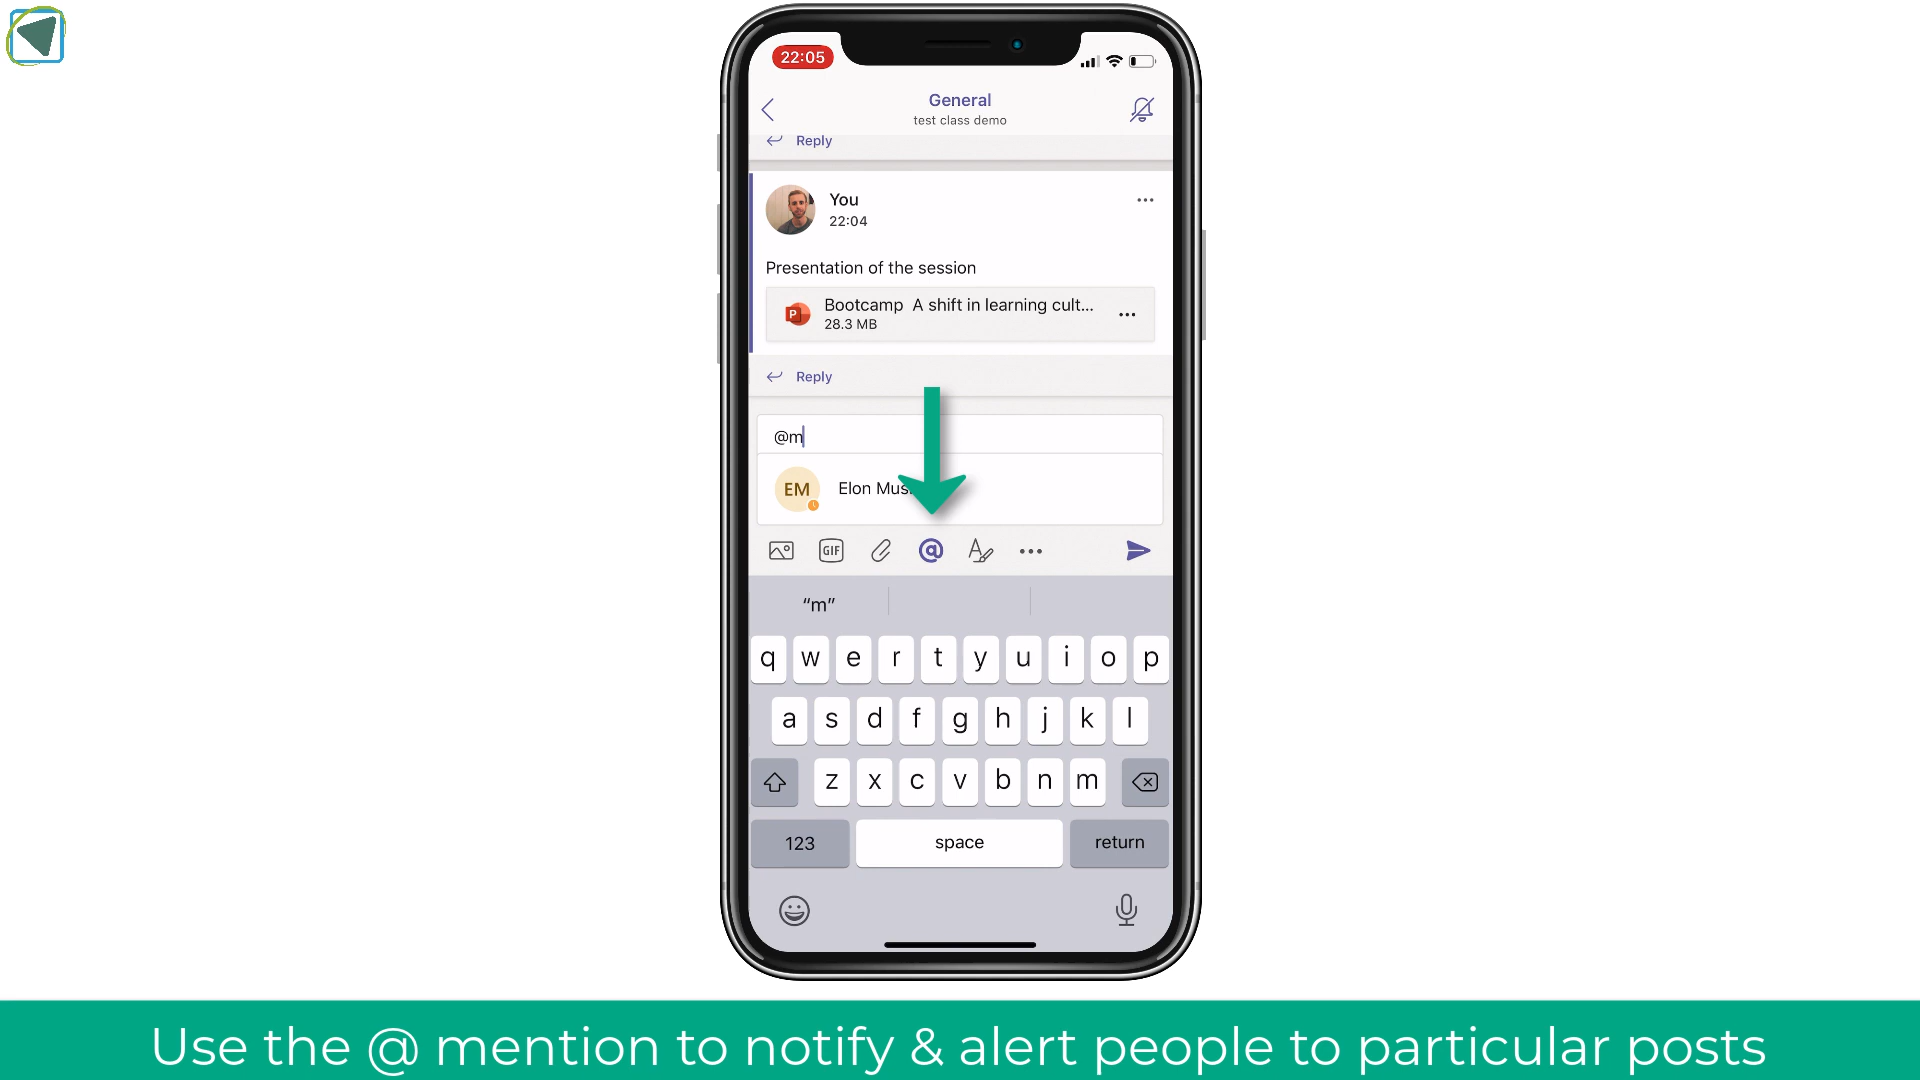 22:05
General
test class demo
Reply
You
22:04
Presentation of the session
P
Bootcamp A shift in learning cult...
28.3 MB
Reply
@m
EM
Elon Mus
GIF
@
"m"
q w e r t y u i o p
a s d f g h j k l
z x c v b n m
123
space
return
Use the @ mention to notify & alert people to particular posts